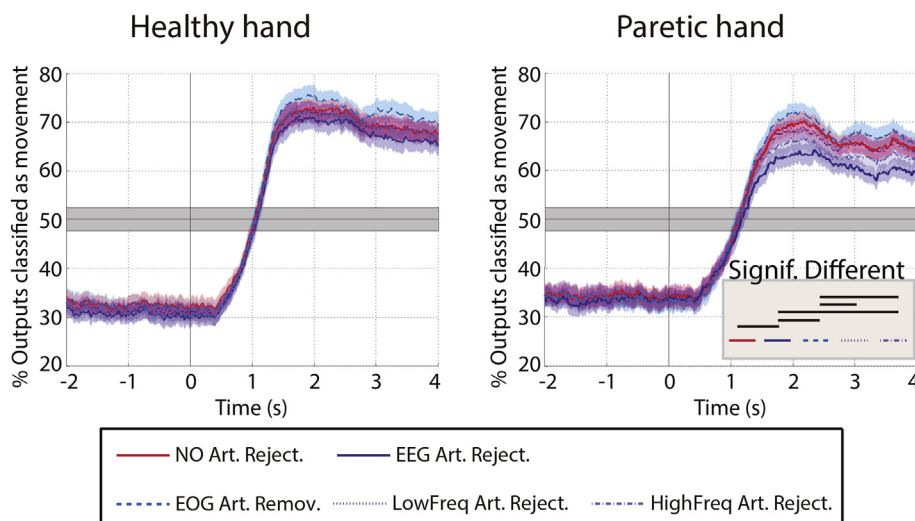 Healthy hand
Paretic hand
% Outputs classified as movement
80
70
60
50
40
30
20
-2 -1 0 1 2 3 4
Time (s)
% Outputs classified as movement
80
70
60
50
40
30
20
Signif. Different
-2 -1 0 1 2 3 4
Time (s)
NO Art. Reject.
EEG Art. Reject.
EOG Art. Remov.
LowFreq Art. Reject.
HighFreq Art. Reject.